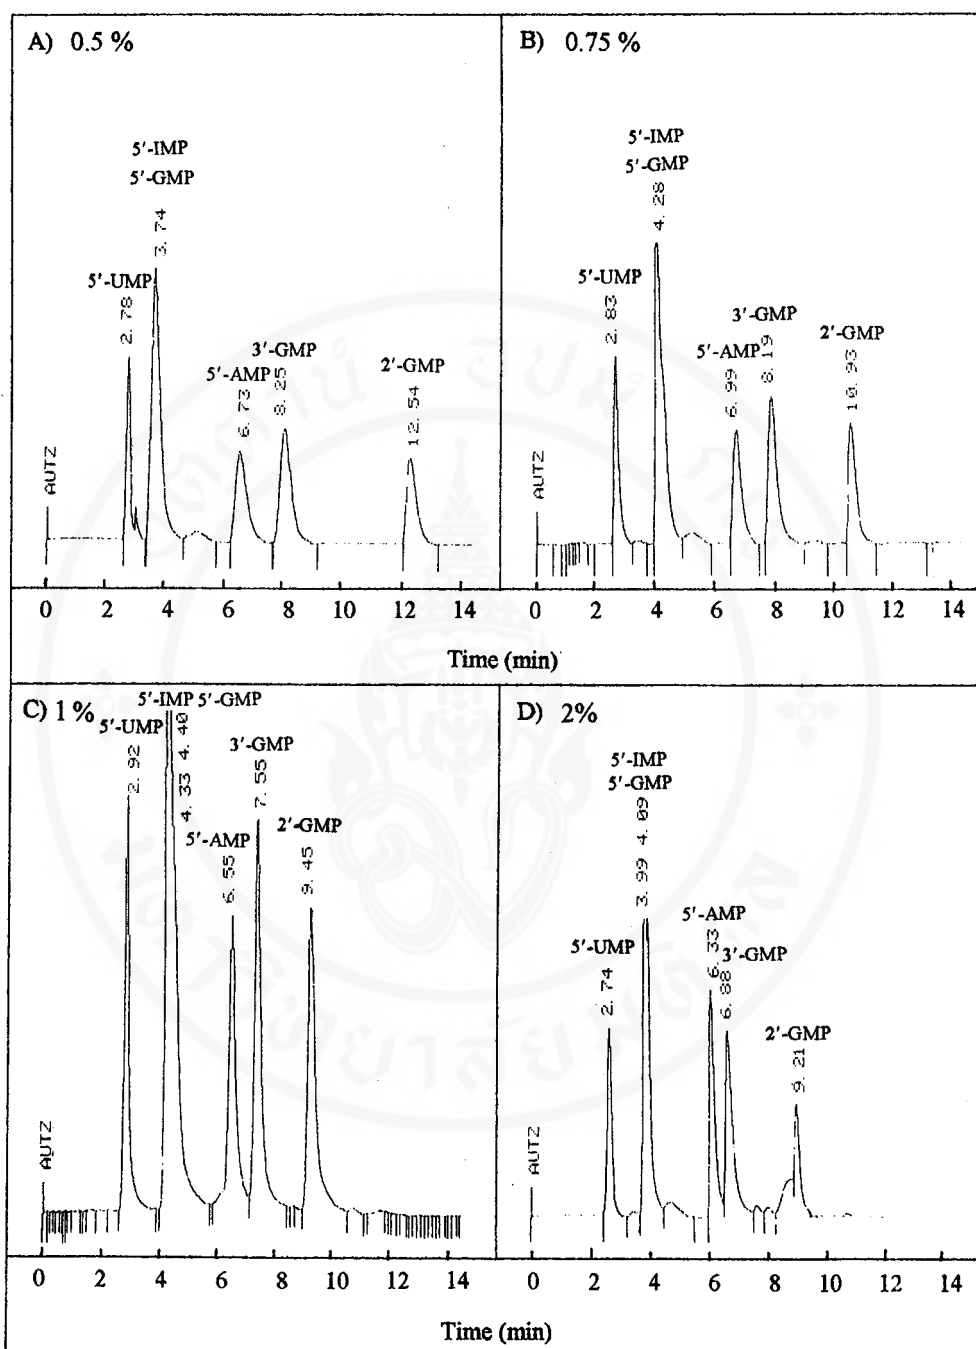 A) 0.5 %
5'-IMP
5'-GMP
3.74
5'-UMP
2.78
3'-GMP
8.25
5'-AMP
6.73
2'-GMP
12.54
AUTZ
0 2 4 6 8 10 12 14
B) 0.75 %
5'-IMP
5'-GMP
4.28
5'-UMP
2.83
3'-GMP
8.19
5'-AMP
6.99
2'-GMP
10.93
AUTZ
0 2 4 6 8 10 12 14
Time (min)
C) 1 %
5'-IMP 5'-GMP
4.33 4.40
5'-UMP
2.92
3'-GMP
7.55
5'-AMP
6.55
2'-GMP
9.45
AUTZ
0 2 4 6 8 10 12 14
D) 2%
5'-IMP
5'-GMP
3.99 4.09
5'-UMP
2.74
5'-AMP
6.33
3'-GMP
6.88
2'-GMP
9.21
AUTZ
0 2 4 6 8 10 12 14
Time (min)